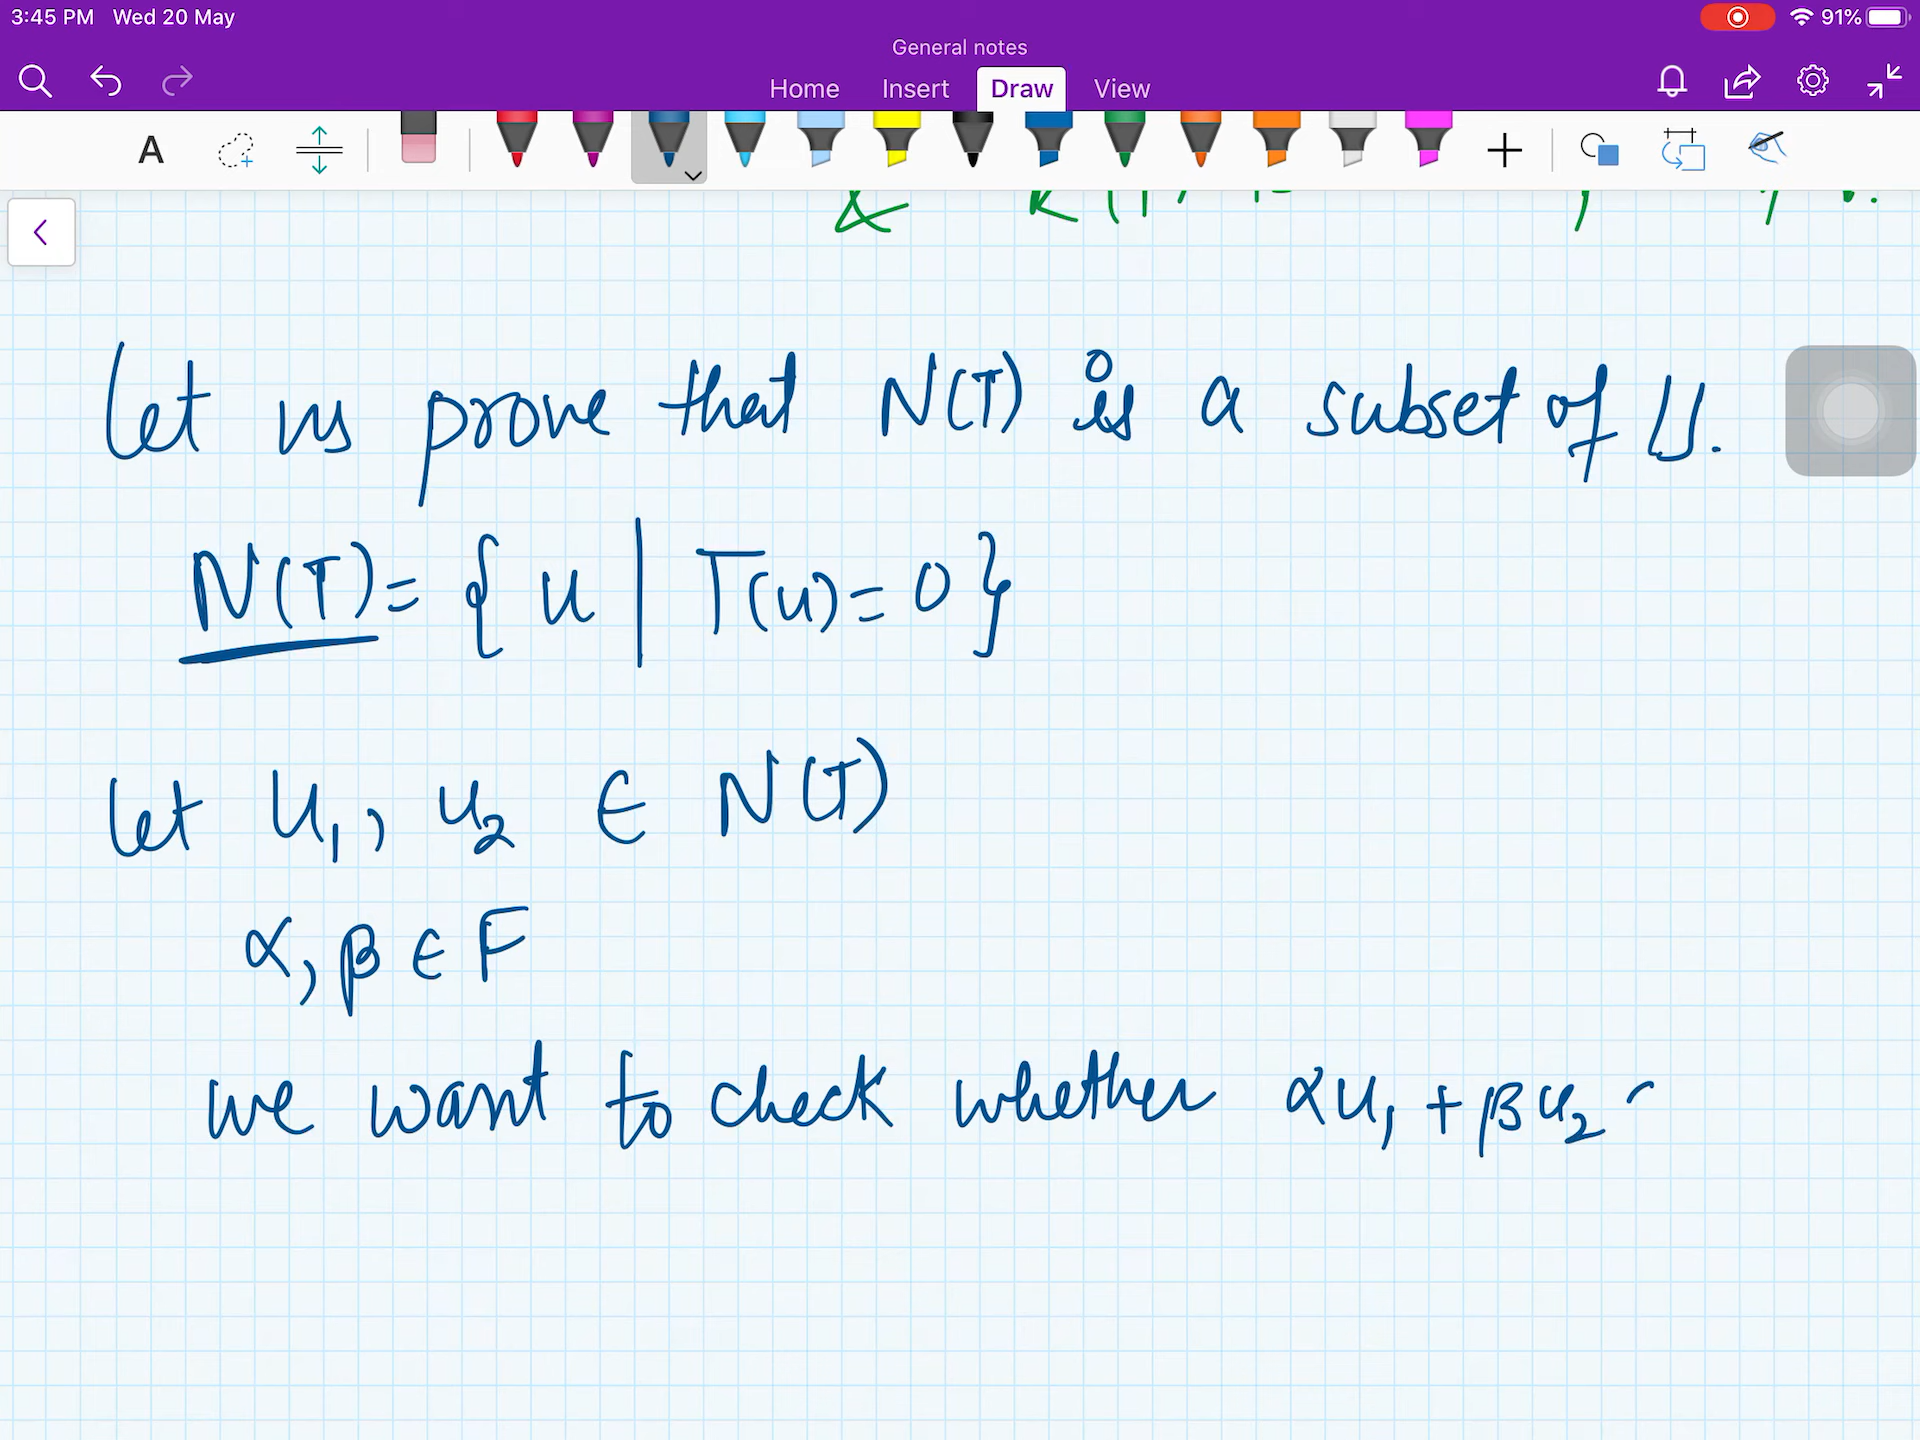 3:45 PM Wed 20 May 91%
General notes
Home Insert Draw View
A
&
Let us prove that N(T) is a subset of U.
N(T) = { u | T(u) = 0 }
let u₁, u₂ ∈ N(T)
α, β ∈ F
we want to check whether αu₁ + βu₂